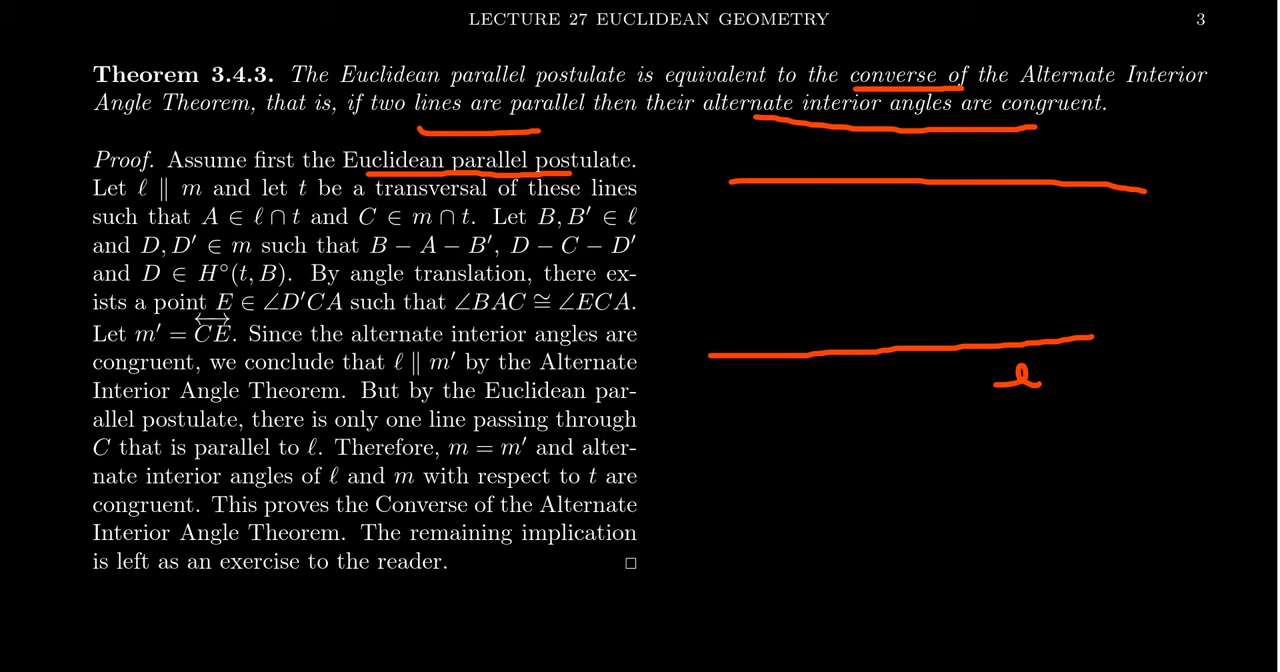 LECTURE 27 EUCLIDEAN GEOMETRY 3
Theorem 3.4.3. The Euclidean parallel postulate is equivalent to the converse of the Alternate Interior
Angle Theorem, that is, if two lines are parallel then their alternate interior angles are congruent.
Proof. Assume first the Euclidean parallel postulate.
Let ℓ ∥ m and let t be a transversal of these lines
such that A ∈ ℓ ∩ t and C ∈ m ∩ t. Let B, B′ ∈ ℓ
and D, D′ ∈ m such that B − A − B′, D − C − D′
and D ∈ H°(t, B). By angle translation, there ex-
ists a point E ∈ ∠D′CA such that ∠BAC ≅ ∠ECA.
Let m′ = \overleftrightarrow{CE}. Since the alternate interior angles are
congruent, we conclude that ℓ ∥ m′ by the Alternate
Interior Angle Theorem. But by the Euclidean par-
allel postulate, there is only one line passing through
C that is parallel to ℓ. Therefore, m = m′ and alter-
nate interior angles of ℓ and m with respect to t are
congruent. This proves the Converse of the Alternate
Interior Angle Theorem. The remaining implication
is left as an exercise to the reader. □
ℓ